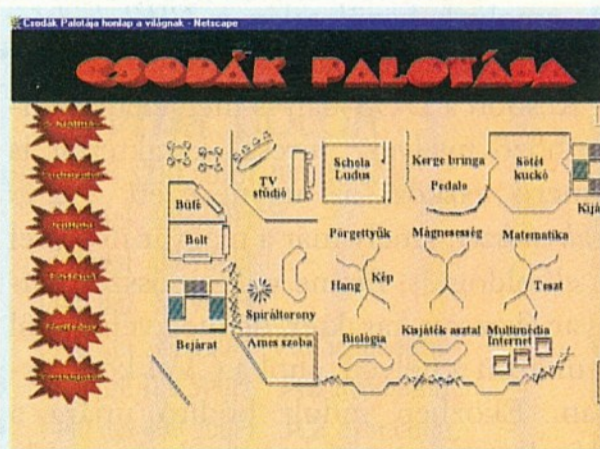 Csodák Palotája honlap a világnak - Netscape
CSODÁK PALOTÁJA
TV stúdió
Schola Ludus
Kerge bringa
Pedalo
Sötét kuckó
Büfé
Bolt
Pörgettyűk
Mágnesesség
Matematika
Hang
Kép
Teszt
Spiráltorony
Bejárat
Ames szoba
Biológia
Kisjáték asztal
Multimédia
Internet